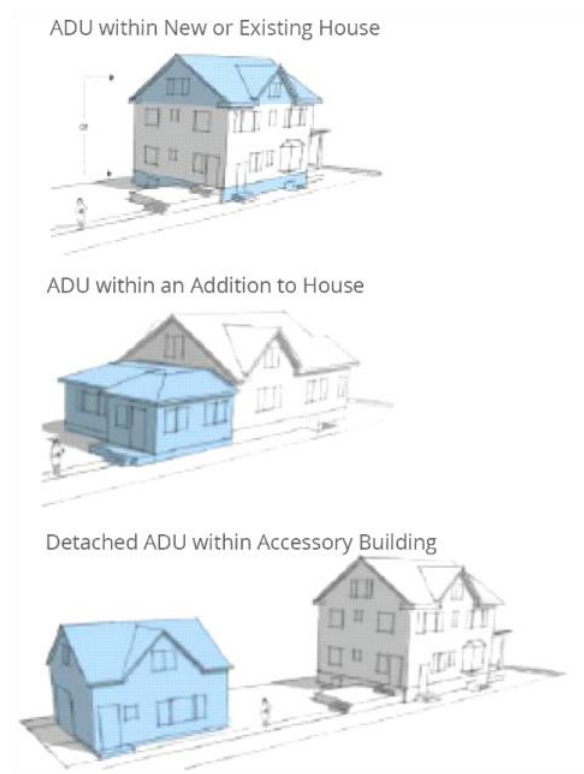 ADU within New or Existing House
ADU within an Addition to House
Detached ADU within Accessory Building